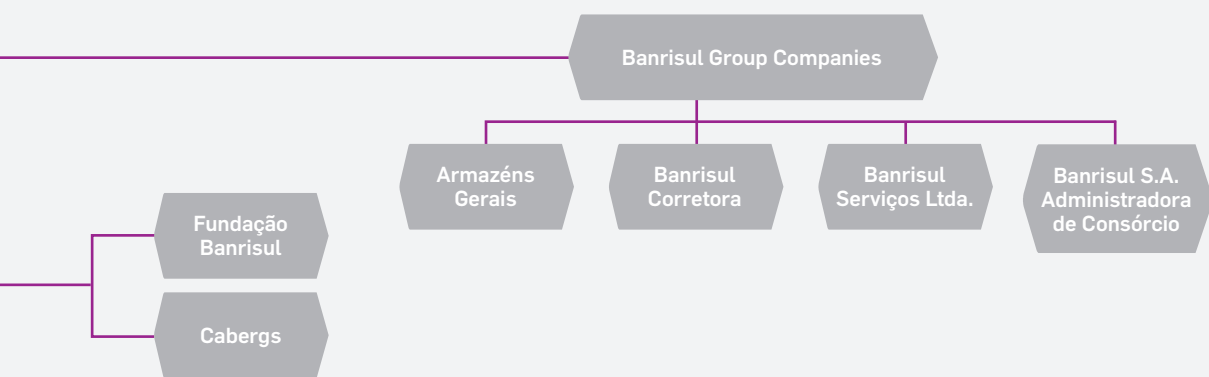 Banrisul Group Companies
Armazéns
Gerais
Banrisul
Corretora
Banrisul
Serviços Ltda.
Banrisul S.A.
Administradora
de Consórcio
Fundação
Banrisul
Cabergs